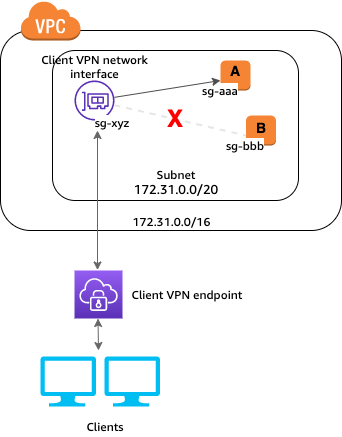 VPC
Client VPN network
interface
A
sg-aaa
sg-xyz
X
B
sg-bbb
Subnet
172.31.0.0/20
172.31.0.0/16
Client VPN endpoint
Clients